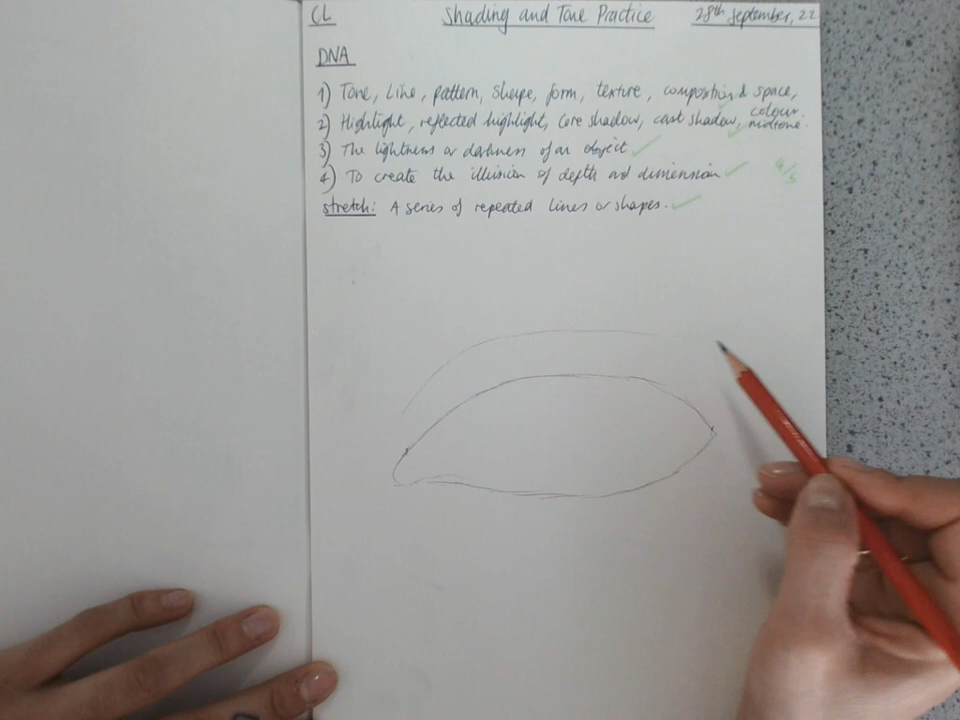 CL Shading and Tone Practice 28th September, 22
DNA
1) Tone, Line, pattern, shape, form, texture, composition & space, colour.
2) Highlight, reflected highlight, core shadow, cast shadow, midtone.
3) The lightness or darkness of an object
4) To create the illusion of depth and dimension 4/5
stretch: A series of repeated lines or shapes.